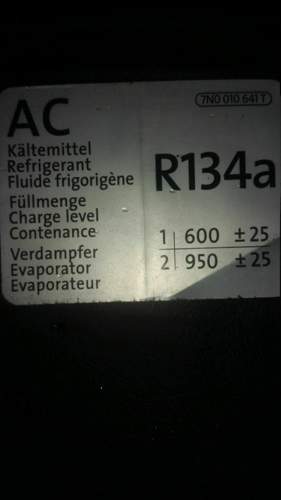 7N0 010 641 T
AC
Kältemittel
Refrigerant
Fluide frigorigène
R134a
Füllmenge
Charge level
Contenance
1 600 ±25
Verdampfer
Evaporator
Evaporateur
2 950 ±25